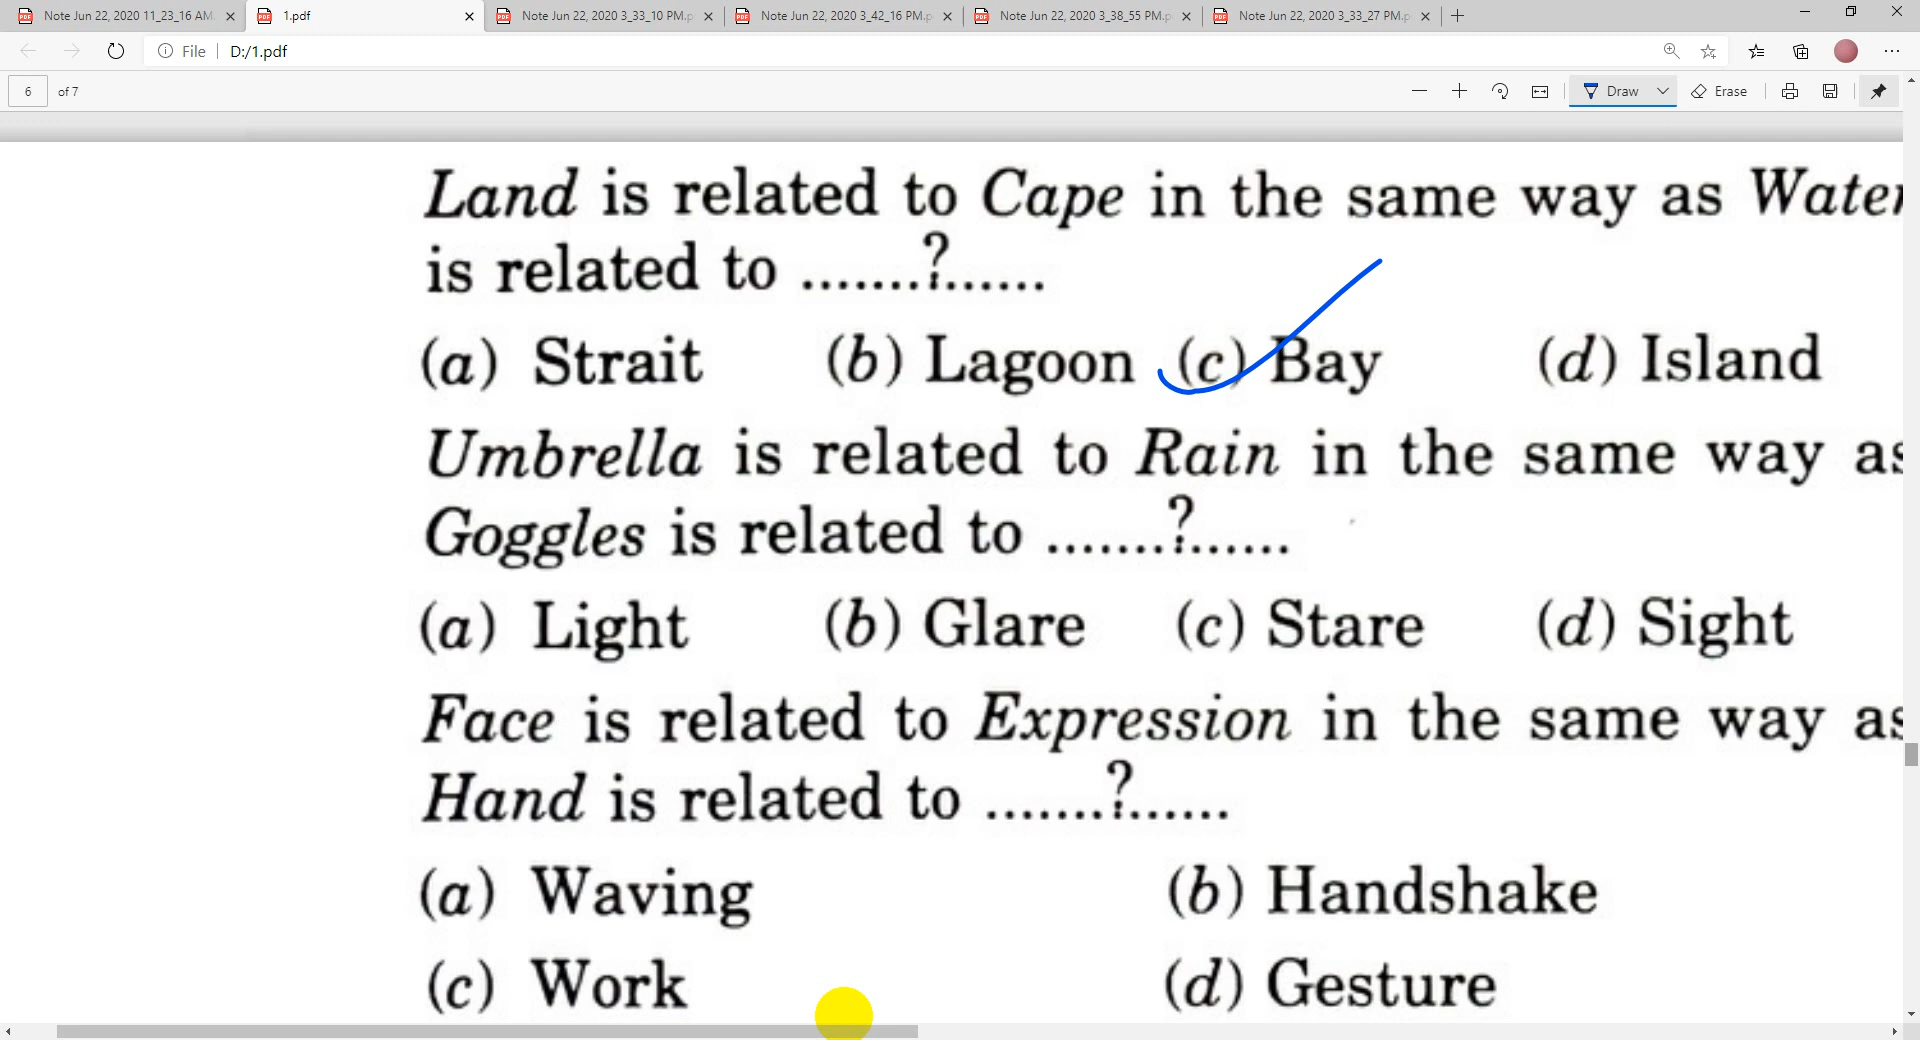 Note Jun 22, 2020 11_23_16 AM.
1.pdf
Note Jun 22, 2020 3_33_10 PM.p
Note Jun 22, 2020 3_42_16 PM.p
Note Jun 22, 2020 3_38_55 PM.p
Note Jun 22, 2020 3_33_27 PM.p
File | D:/1.pdf
6 of 7
Draw
Erase
Land is related to Cape in the same way as Water
is related to .......?......
(a) Strait (b) Lagoon (c) Bay (d) Island
Umbrella is related to Rain in the same way as
Goggles is related to .......?......
(a) Light (b) Glare (c) Stare (d) Sight
Face is related to Expression in the same way as
Hand is related to .......?......
(a) Waving (b) Handshake
(c) Work (d) Gesture